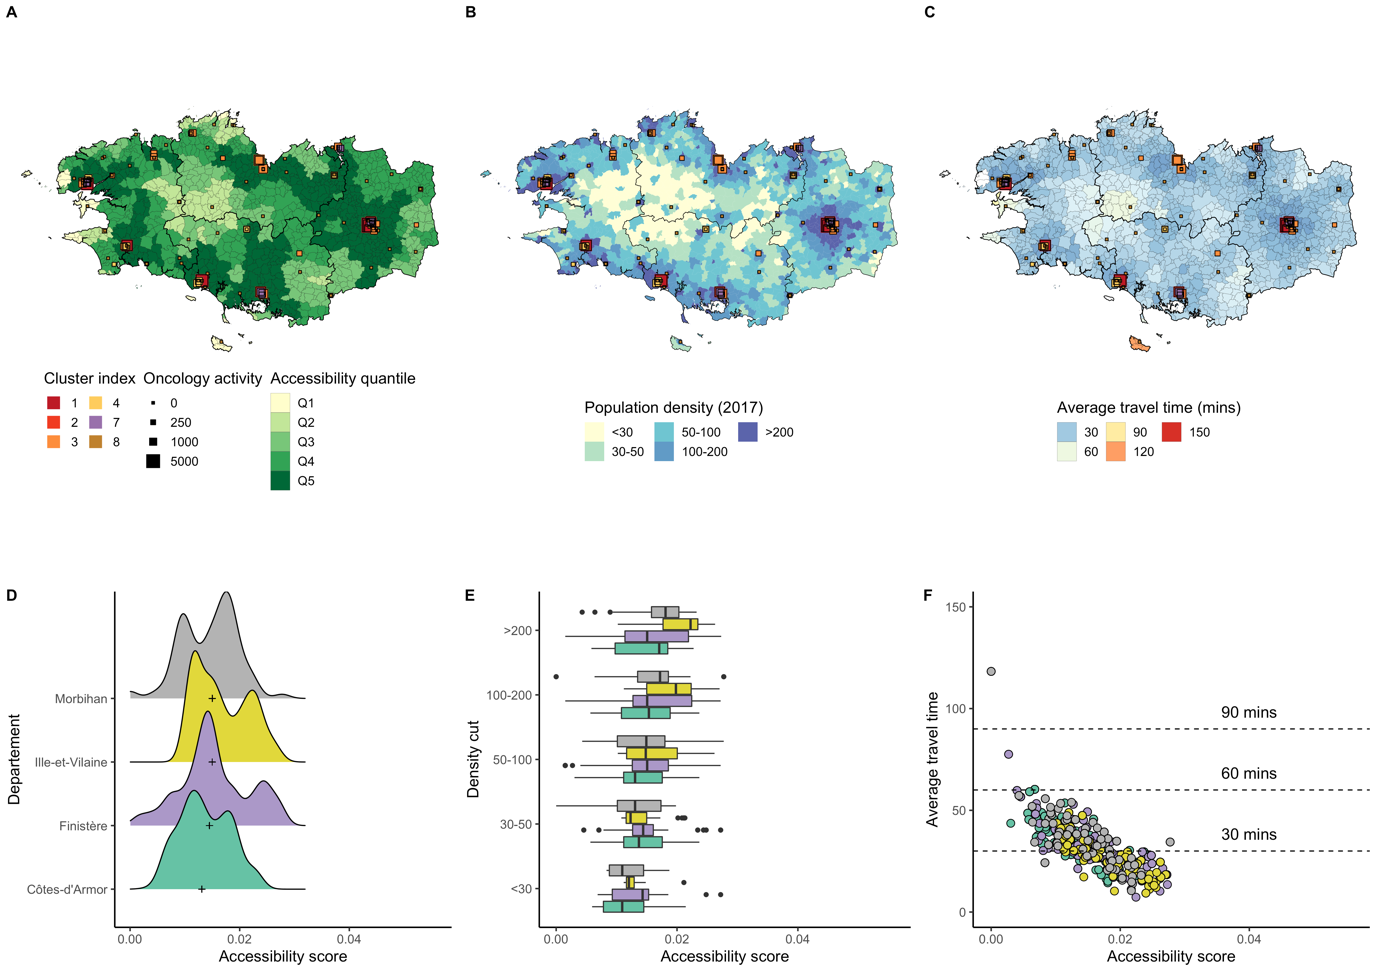 A
B
C
Cluster index
1
4
2
7
3
8
Oncology activity
0
250
1000
5000
Accessibility quantile
Q1
Q2
Q3
Q4
Q5
Population density (2017)
<30
50-100
>200
30-50
100-200
Average travel time (mins)
30
90
150
60
120
D
Departement
Morbihan
Ille-et-Vilaine
Finistère
Côtes-d'Armor
0.00
0.02
0.04
Accessibility score
E
Density cut
>200
100-200
50-100
30-50
<30
0.00
0.02
0.04
Accessibility score
F
Average travel time
150
100
50
0
90 mins
60 mins
30 mins
0.00
0.02
0.04
Accessibility score